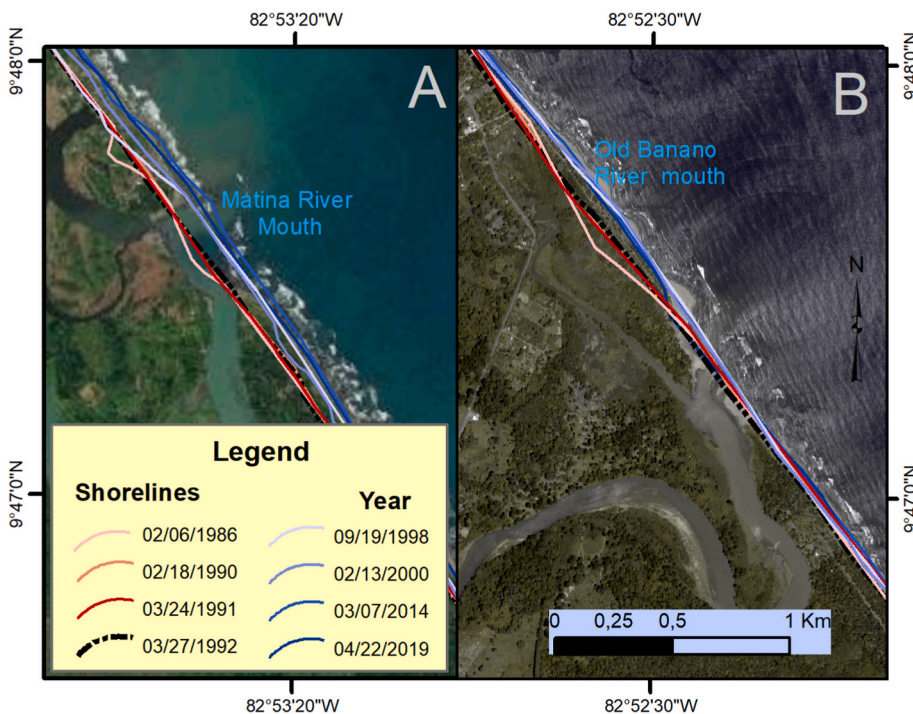 82°53'20"W
82°52'30"W
9°48'0"N
A
B
9°48'0"N
Matina River
Mouth
Old Banano
River mouth
N
Legend
Shorelines
Year
02/06/1986
09/19/1998
02/18/1990
02/13/2000
03/24/1991
03/07/2014
03/27/1992
04/22/2019
9°47'0"N
9°47'0"N
0 0,25 0,5 1 Km
82°53'20"W
82°52'30"W